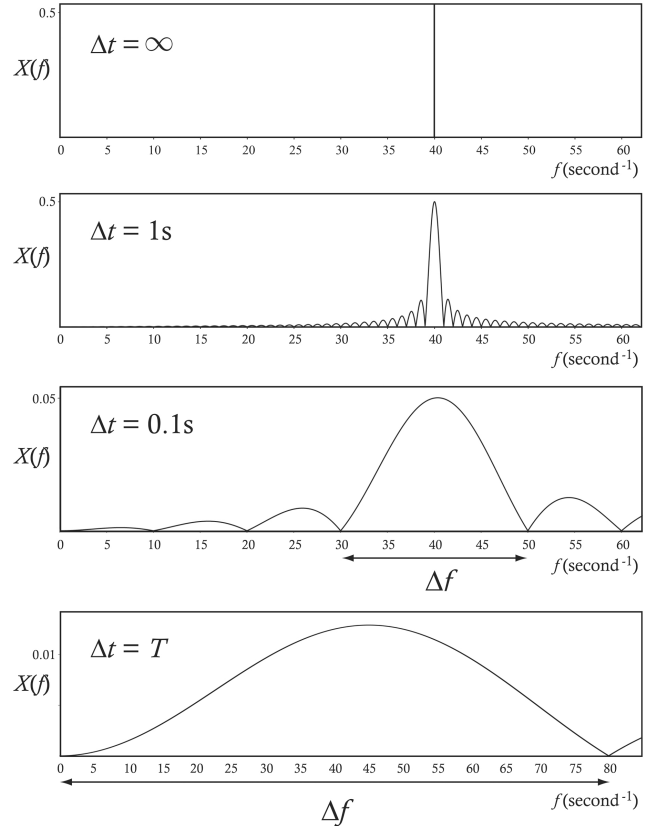 0.5
Δt = ∞
X(f)
0 5 10 15 20 25 30 35 40 45 50 55 60
f (second⁻¹)
0.5
Δt = 1s
X(f)
0 5 10 15 20 25 30 35 40 45 50 55 60
f (second⁻¹)
0.05
Δt = 0.1s
X(f)
0 5 10 15 20 25 30 35 40 45 50 55 60
f (second⁻¹)
Δf
Δt = T
0.01
X(f)
0 5 10 15 20 25 30 35 40 45 50 55 60 65 70 75 80
f (second⁻¹)
Δf